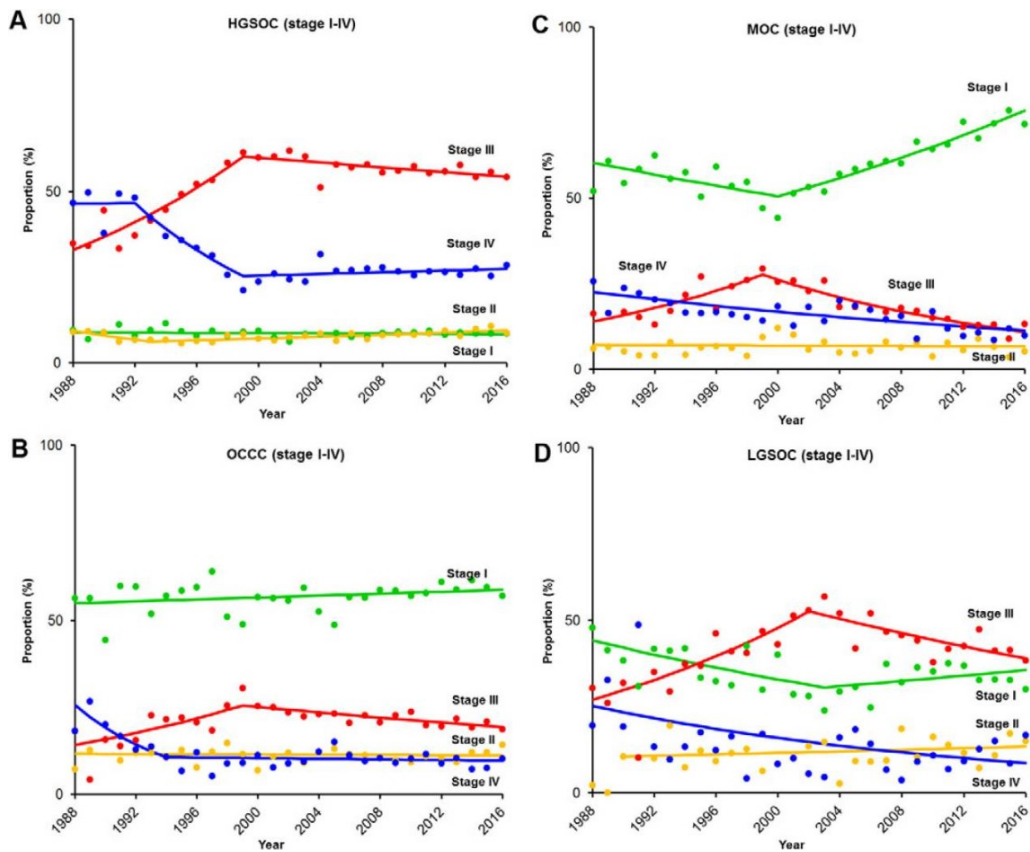 A
HGSOC (stage I-IV)
100
50
0
Proportion (%)
Stage III
Stage IV
Stage II
Stage I
1988
1992
1996
2000
2004
2008
2012
2016
Year
B
OCCC (stage I-IV)
100
50
0
Proportion (%)
Stage I
Stage III
Stage II
Stage IV
1988
1992
1996
2000
2004
2008
2012
2016
Year
C
MOC (stage I-IV)
100
50
0
Proportion (%)
Stage I
Stage IV
Stage III
Stage II
1988
1992
1996
2000
2004
2008
2012
2016
Year
D
LGSOC (stage I-IV)
100
50
0
Proportion (%)
Stage III
Stage I
Stage II
Stage IV
1988
1992
1996
2000
2004
2008
2012
2016
Year